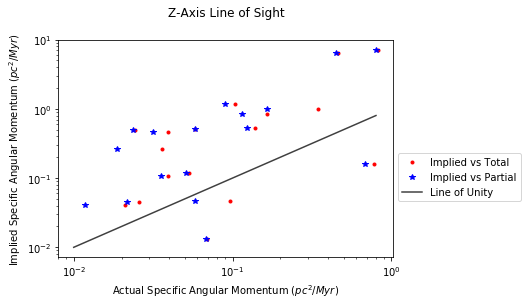 Z-Axis Line of Sight
Implied Specific Angular Momentum (pc²/Myr)
10¹
10⁰
10⁻¹
10⁻²
10⁻²
10⁻¹
10⁰
Actual Specific Angular Momentum (pc²/Myr)
Implied vs Total
Implied vs Partial
Line of Unity